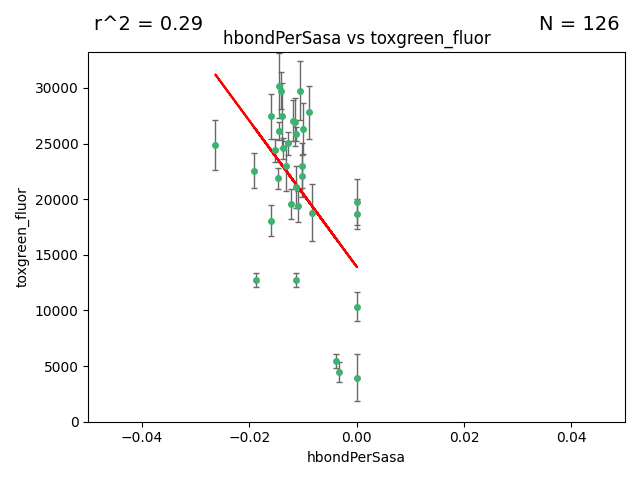 r^2 = 0.29
N = 126
hbondPerSasa vs toxgreen_fluor
30000
25000
20000
15000
10000
5000
0
toxgreen_fluor
−0.04
−0.02
0.00
0.02
0.04
hbondPerSasa